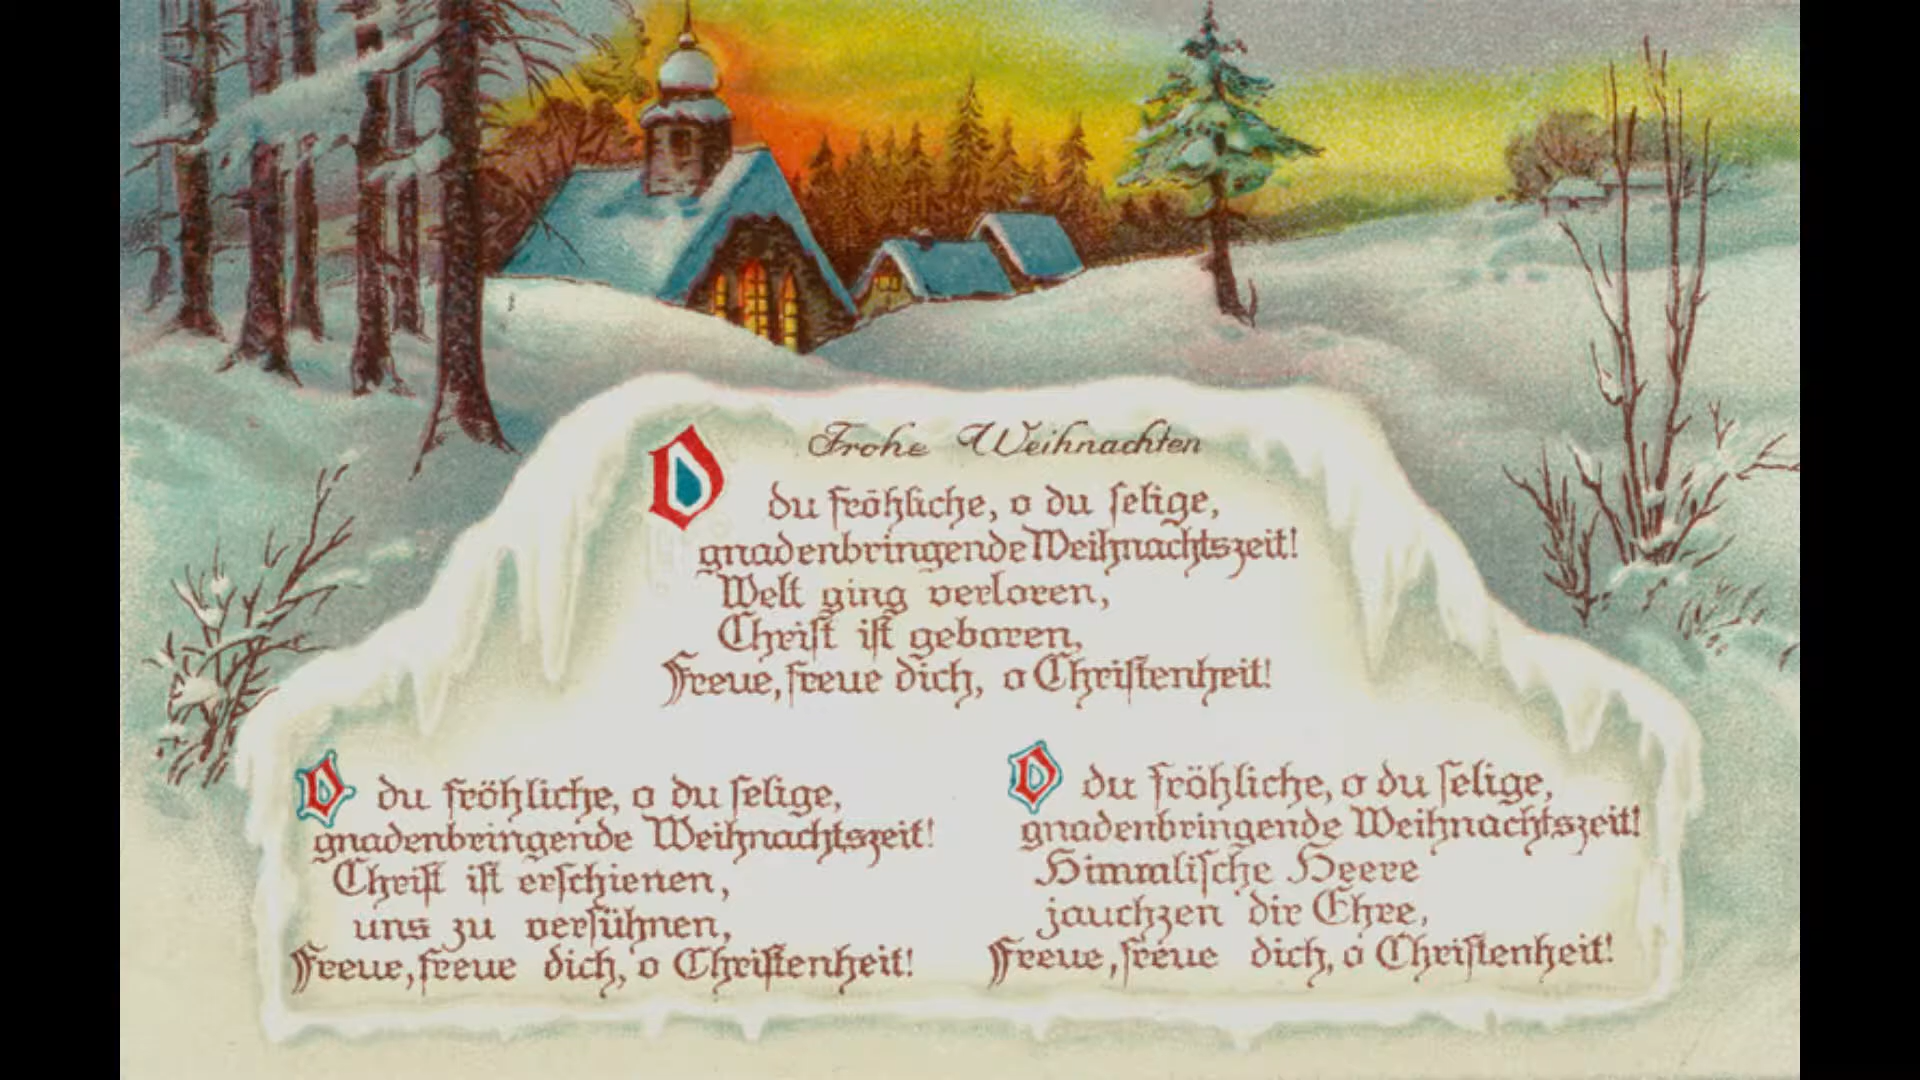 Frohe Weihnachten
O du fröhliche, o du selige,
gnadenbringende Weihnachtszeit!
Welt ging verloren,
Christ ist geboren,
Freue, freue dich, o Christenheit!
O du fröhliche, o du selige,
gnadenbringende Weihnachtszeit!
Christ ist erschienen,
uns zu versühnen,
Freue, freue dich, o Christenheit!
O du fröhliche, o du selige,
gnadenbringende Weihnachtszeit!
Himmlische Heere
jauchzen dir Ehre,
Freue, freue dich, o Christenheit!